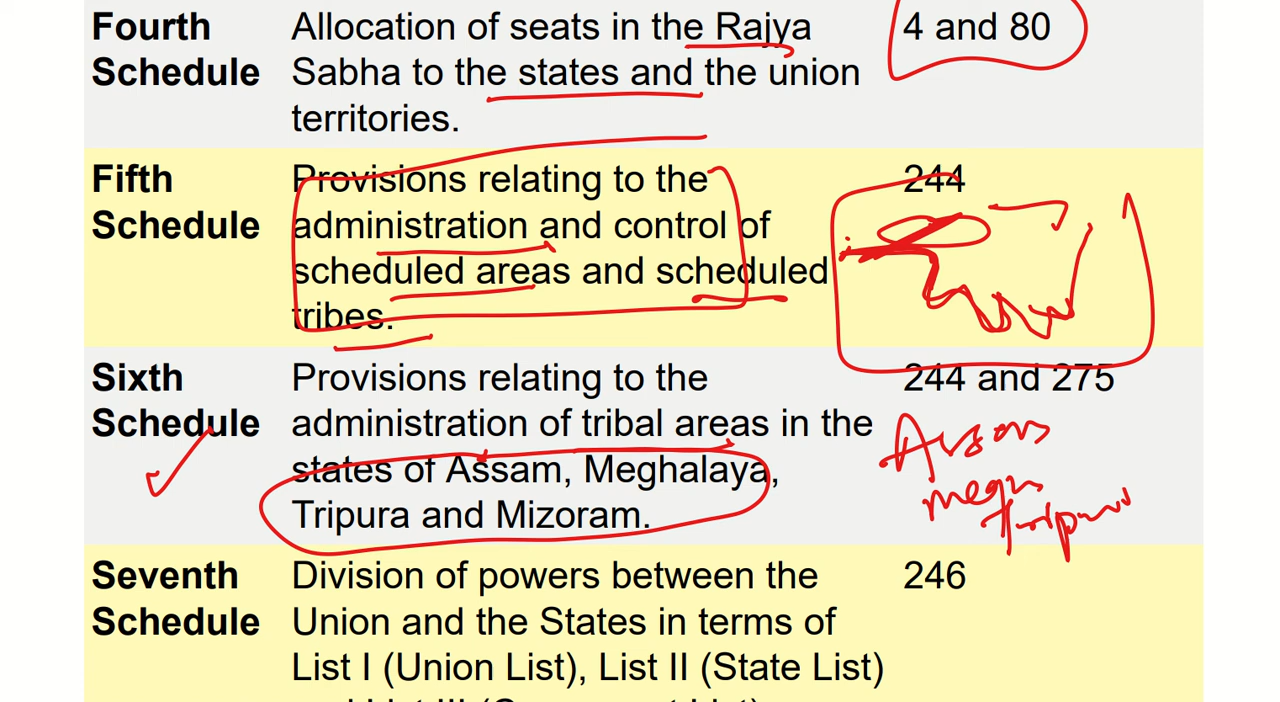 Fourth Schedule
Allocation of seats in the Rajya
Sabha to the states and the union
territories.
4 and 80
Fifth Schedule
Provisions relating to the
administration and control of
scheduled areas and scheduled
tribes.
244
Sixth Schedule
Provisions relating to the
administration of tribal areas in the
states of Assam, Meghalaya,
Tripura and Mizoram.
244 and 275
Seventh Schedule
Division of powers between the
Union and the States in terms of
List I (Union List), List II (State List)
246